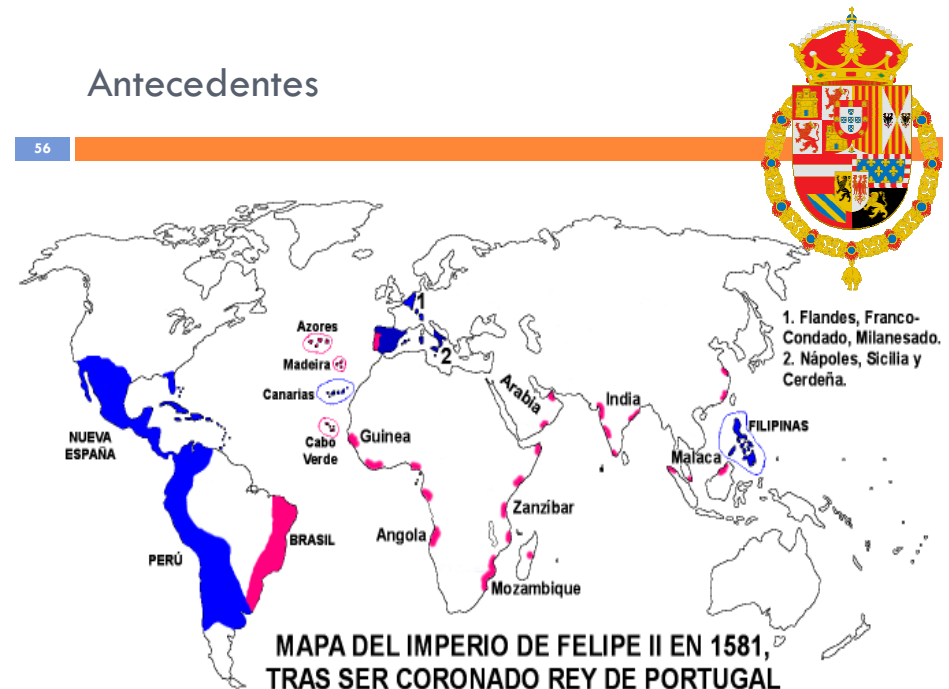 Antecedentes
56
1. Flandes, Franco-
Condado, Milanesado.
2. Nápoles, Sicilia y
Cerdeña.
1
2
Azores
Madeira
Canarias
Cabo
Verde
Guinea
Arabia
India
FILIPINAS
Malaca
NUEVA
ESPAÑA
Zanzíbar
Angola
BRASIL
PERÚ
Mozambique
MAPA DEL IMPERIO DE FELIPE II EN 1581,
TRAS SER CORONADO REY DE PORTUGAL